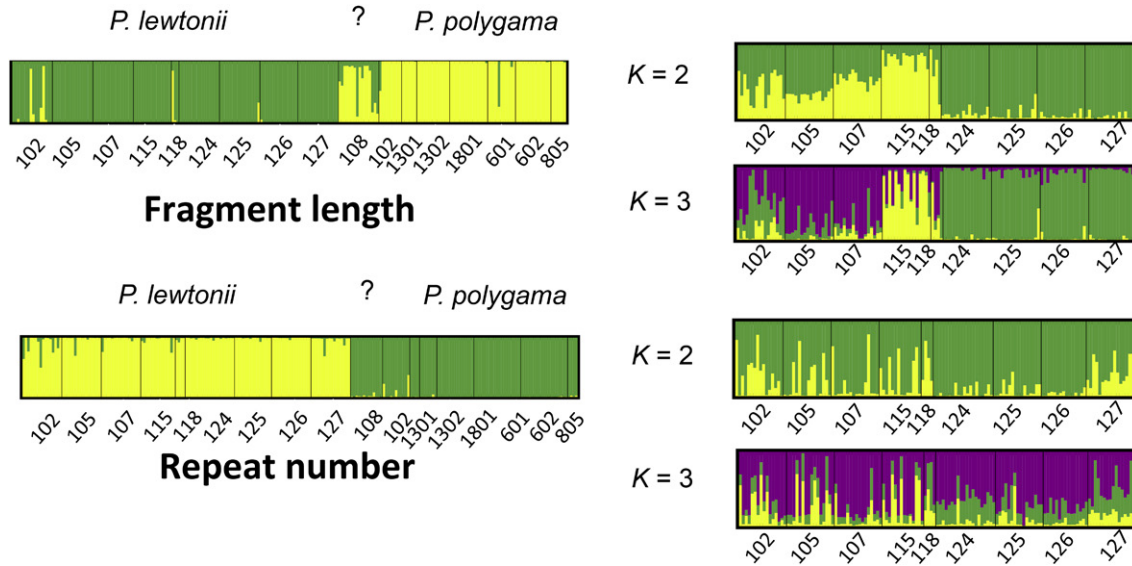 P. lewtonii ? P. polygama
102 105 107 115 118 124 125 126 127 108 102 1301 1302 1801 601 602 805
Fragment length
P. lewtonii ? P. polygama
102 105 107 115 118 124 125 126 127 108 102 1301 1302 1801 601 602 805
Repeat number
K = 2
102 105 107 115 118 124 125 126 127
K = 3
102 105 107 115 118 124 125 126 127
K = 2
102 105 107 115 118 124 125 126 127
K = 3
102 105 107 115 118 124 125 126 127